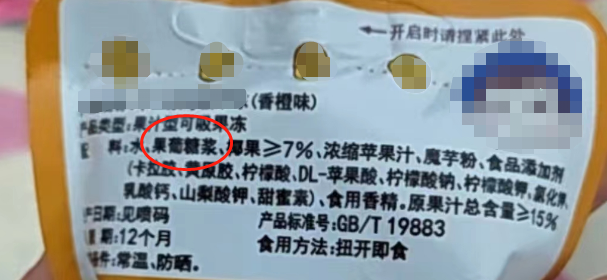 开启时请捏紧此处
(香橙味)
产品类型:果汁型可吸果冻
配 料:水、果葡糖浆、椰果≥7%、浓缩苹果汁、魔芋粉、食品添加剂
(卡拉胶、黄原胶、柠檬酸、DL-苹果酸、柠檬酸钠、柠檬酸钾、氯化钾、
乳酸钙、山梨酸钾、甜蜜素)、食用香精。原果汁总含量≥15%
产日期:见喷码 产品标准号:GB/T 19883
期:12个月 食用方法:扭开即食
条件:常温、防晒。